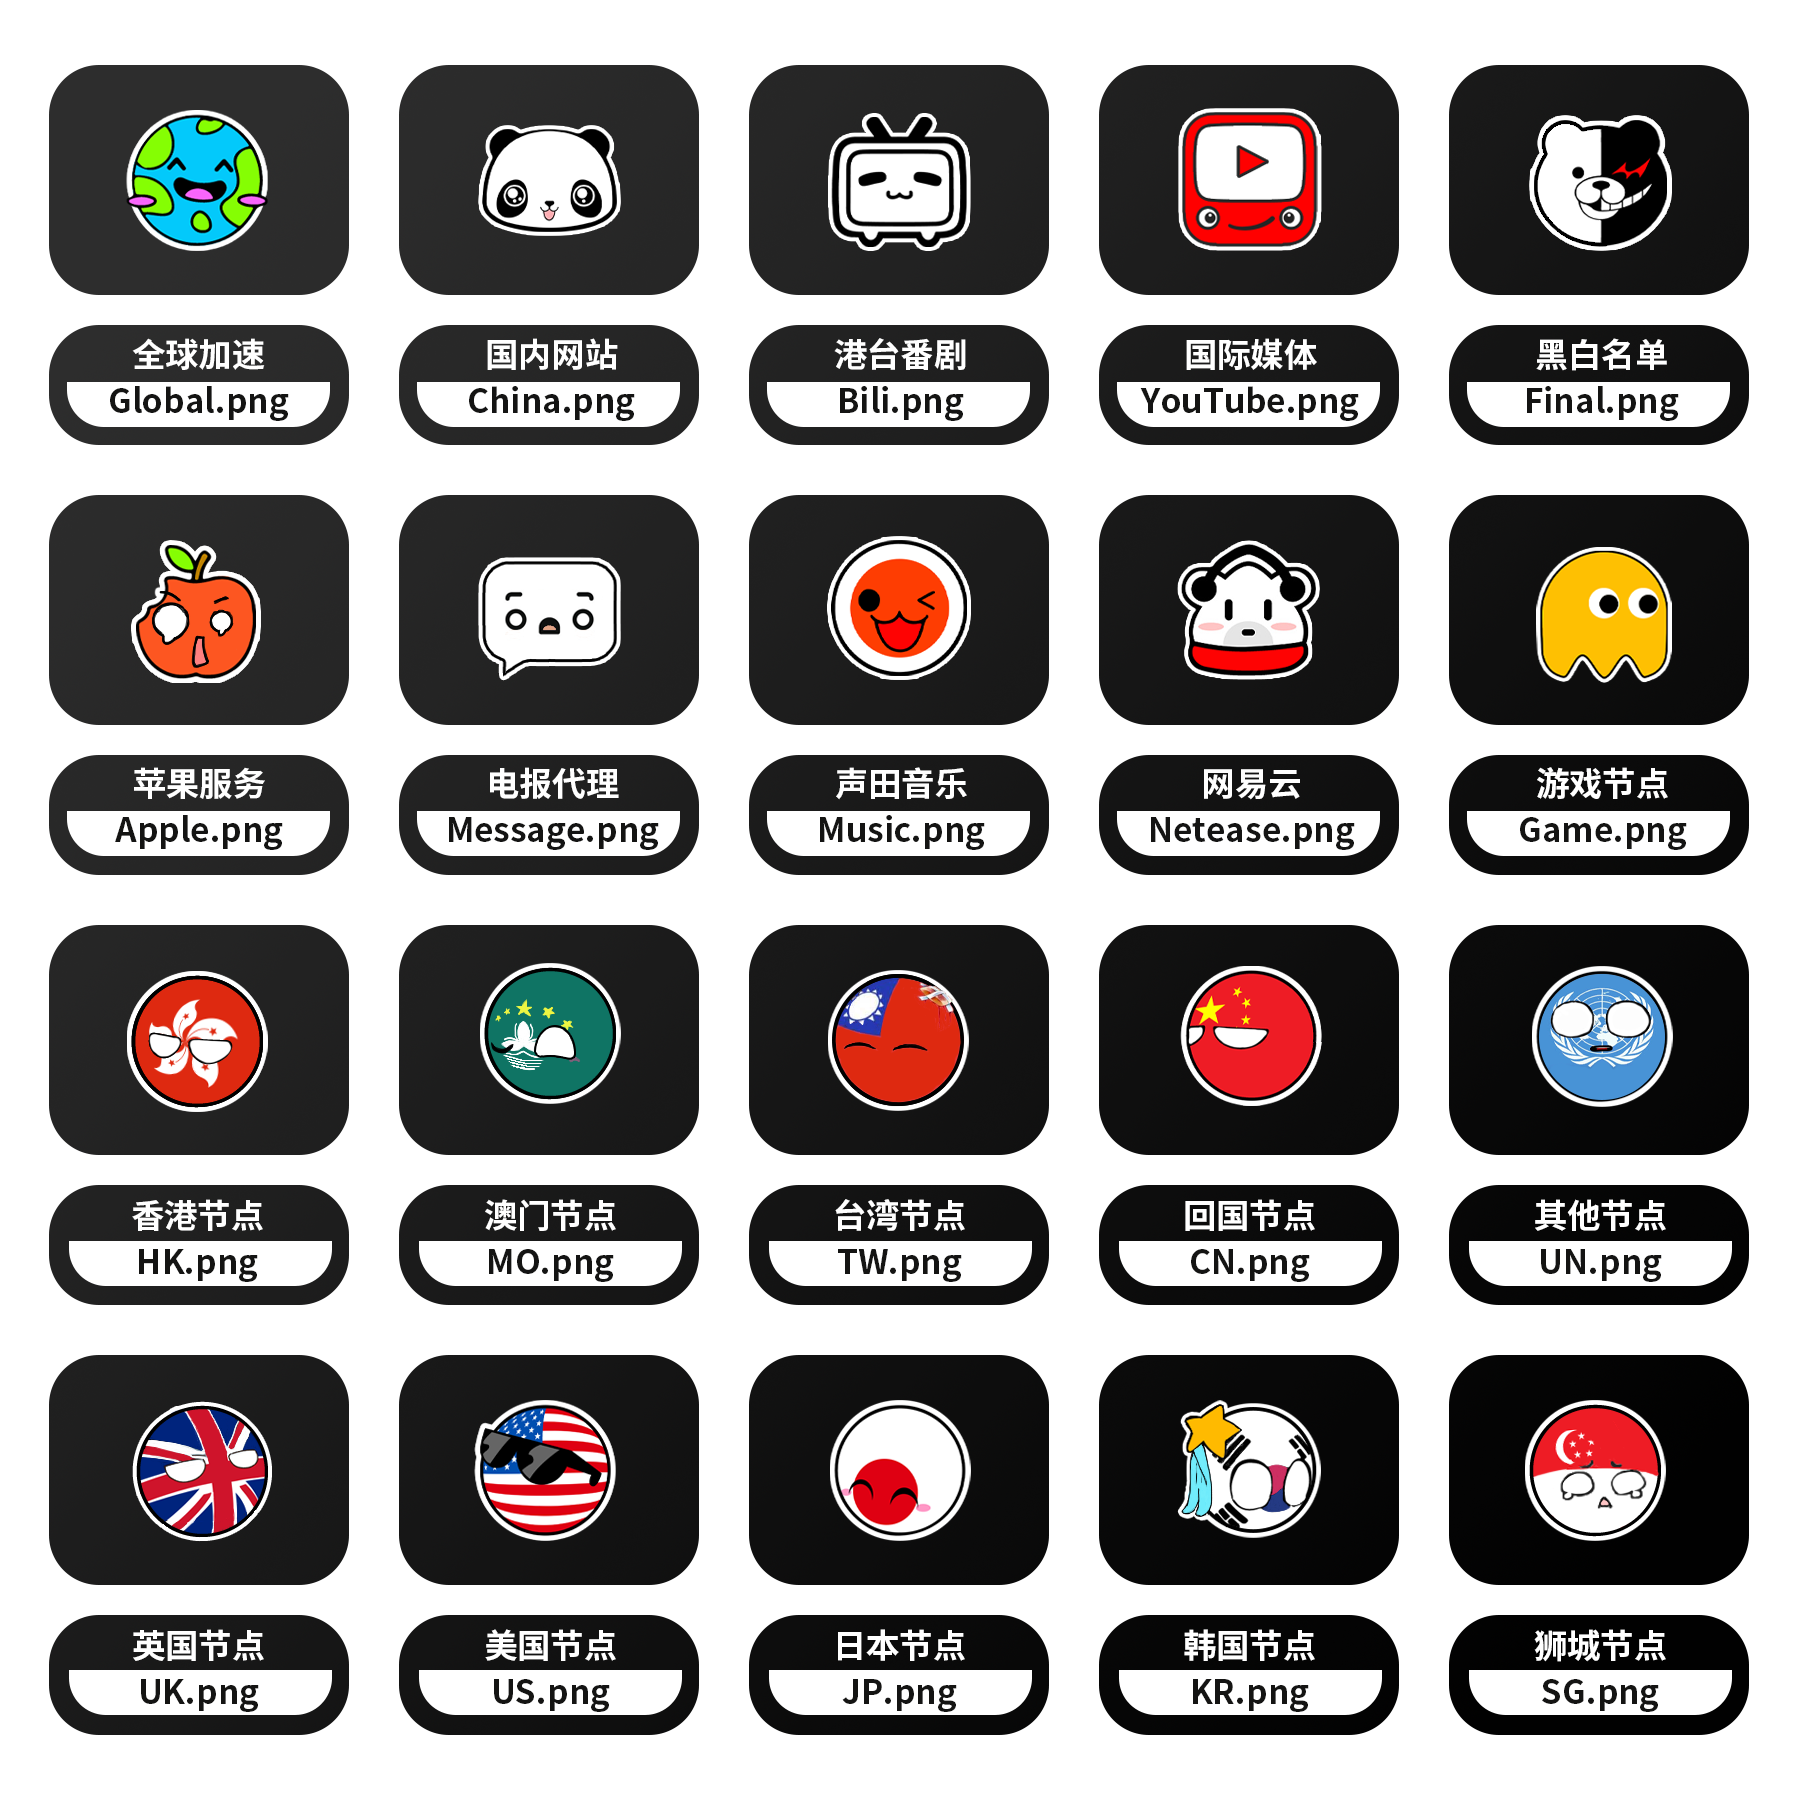 全球加速
Global.png
国内网站
China.png
港台番剧
Bili.png
国际媒体
YouTube.png
黑白名单
Final.png
苹果服务
Apple.png
电报代理
Message.png
声田音乐
Music.png
网易云
Netease.png
游戏节点
Game.png
香港节点
HK.png
澳门节点
MO.png
台湾节点
TW.png
回国节点
CN.png
其他节点
UN.png
英国节点
UK.png
美国节点
US.png
日本节点
JP.png
韩国节点
KR.png
狮城节点
SG.png